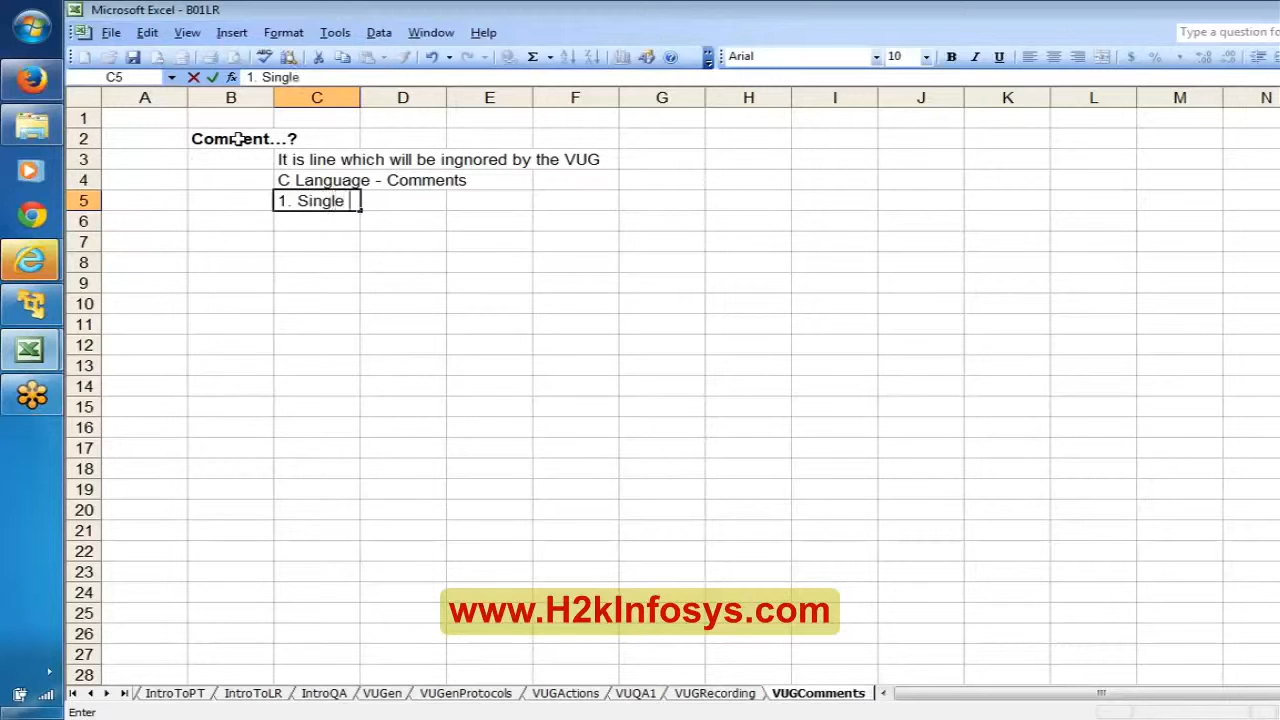 Microsoft Excel - B01LR
File Edit View Insert Format Tools Data Window Help
Type a question fo
Arial 10 B I U $ %
C5 fx 1. Single
A B C D E F G H I J K L M N
1
2 Comment...?
3 It is line which will be ingnored by the VUG
4 C Language - Comments
5 1. Single
6
7
8
9
10
11
12
13
14
15
16
17
18
19
20
21
22
23
24
25
26
27
28
www.H2kInfosys.com
IntroToPT IntroToLR IntroQA VUGen VUGenProtocols VUGActions VUQA1 VUGRecording VUGComments
Enter